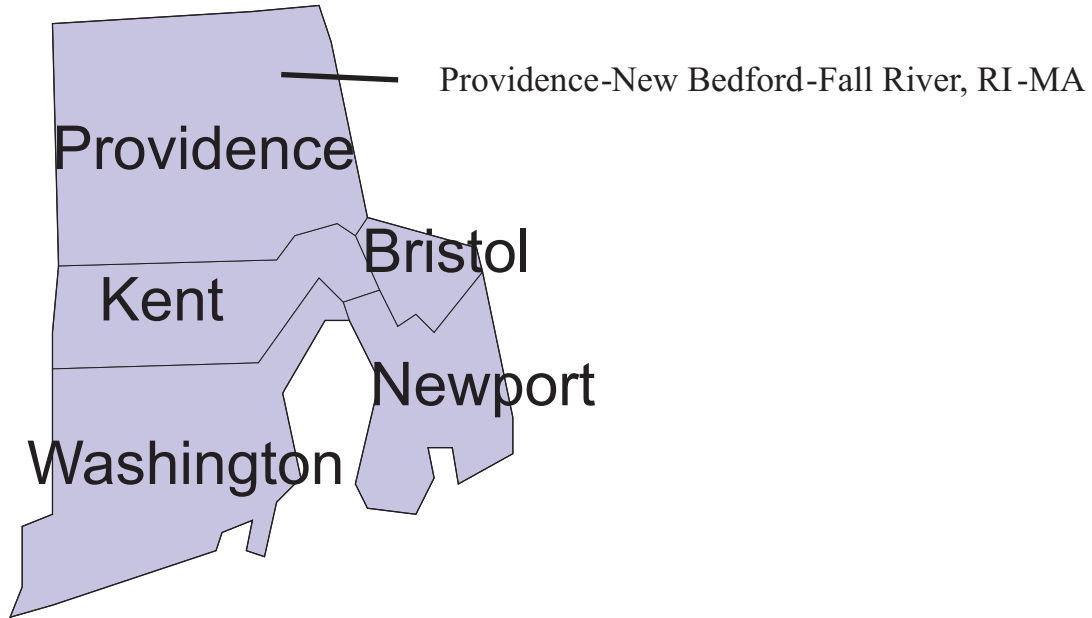 Providence-New Bedford-Fall River, RI-MA
Providence
Bristol
Kent
Newport
Washington